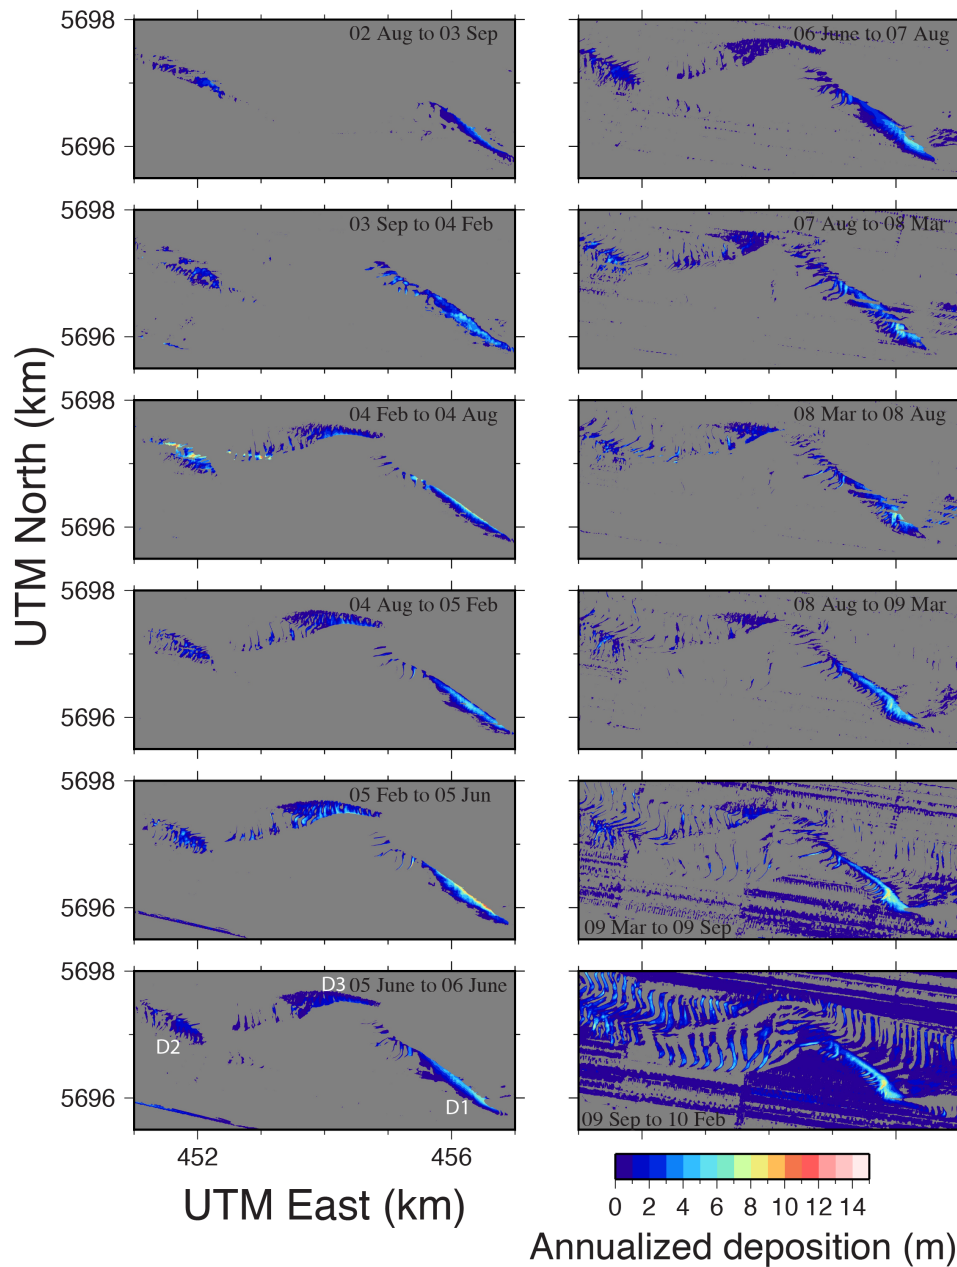 5698
02 Aug to 03 Sep
06 June to 07 Aug
5696
5698
03 Sep to 04 Feb
07 Aug to 08 Mar
5696
5698
04 Feb to 04 Aug
08 Mar to 08 Aug
5696
5698
04 Aug to 05 Feb
08 Aug to 09 Mar
5696
5698
05 Feb to 05 Jun
5696
09 Mar to 09 Sep
5698
D3
05 June to 06 June
D2
5696
D1
09 Sep to 10 Feb
452
456
UTM North (km)
UTM East (km)
0 2 4 6 8 10 12 14
Annualized deposition (m)